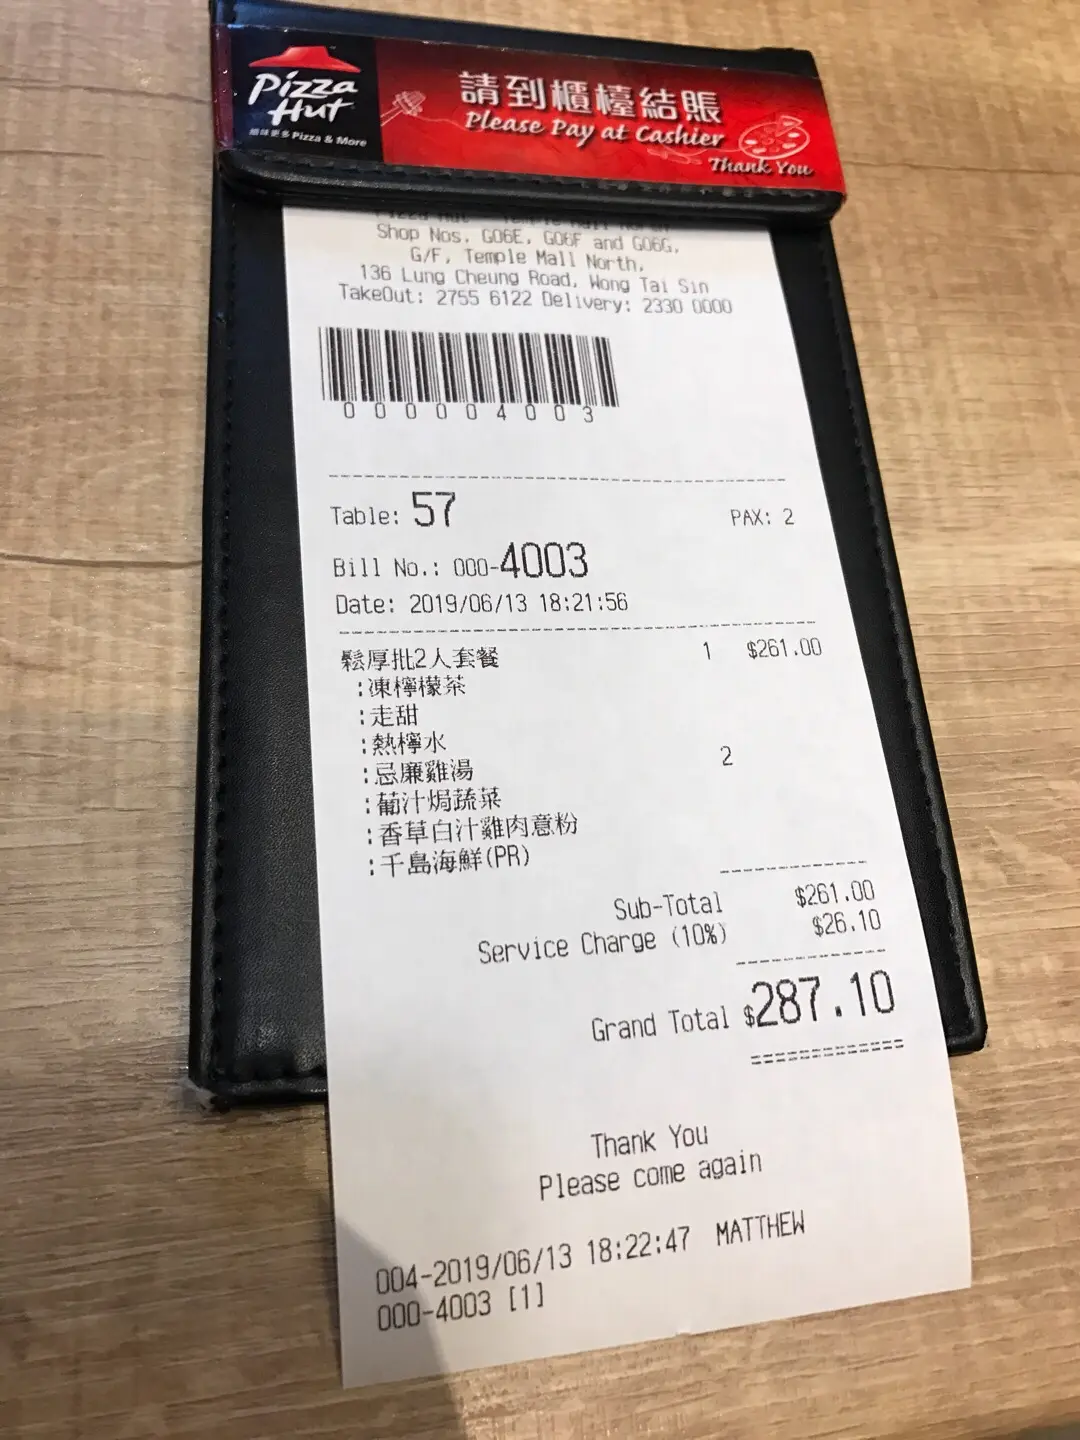 Pizza Hut
Pizza & More
請到櫃檯結賬
Please Pay at Cashier
Thank You
Pizza Hut - Temple Mall North
Shop Nos. G06E, G06F and G06G,
G/F, Temple Mall North,
136 Lung Cheung Road, Wong Tai Sin
TakeOut: 2755 6122 Delivery: 2330 0000
000004003
Table: 57 PAX: 2
Bill No.: 000-4003
Date: 2019/06/13 18:21:56
鬆厚批2人套餐 1 $261.00
:凍檸檬茶
:走甜
:熱檸水
:忌廉雞湯 2
:葡汁焗蔬菜
:香草白汁雞肉意粉
:千島海鮮(PR)
Sub-Total $261.00
Service Charge (10%) $26.10
Grand Total $287.10
Thank You
Please come again
004-2019/06/13 18:22:47 MATTHEW
000-4003 [1]